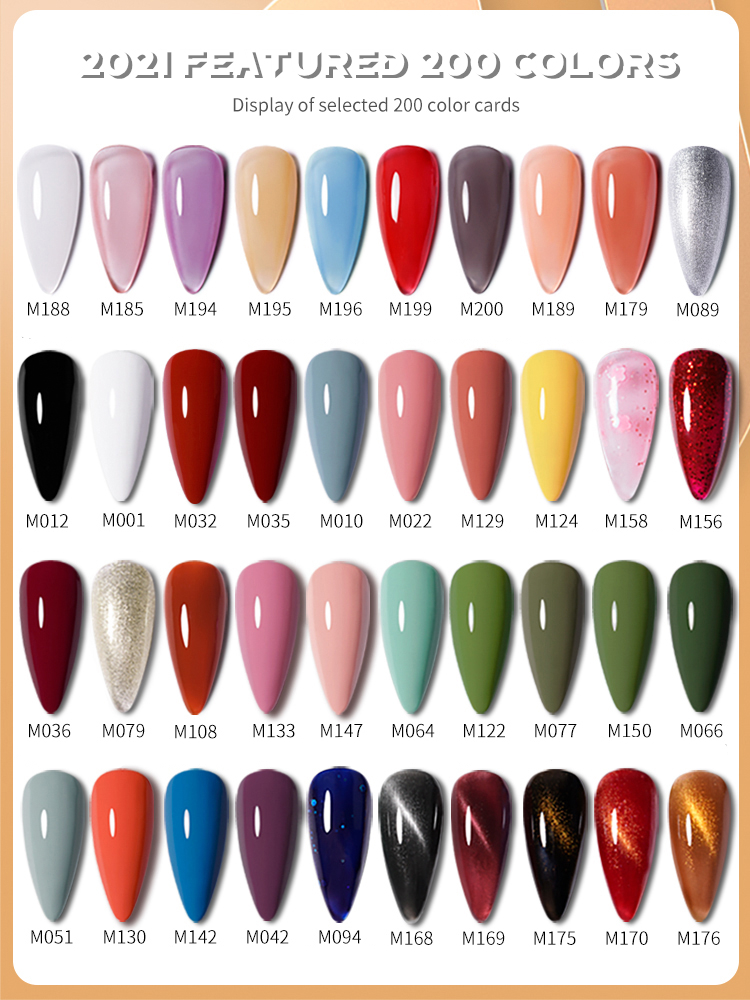 2021 FEATURED 200 COLORS
Display of selected 200 color cards
M188 M185 M194 M195 M196 M199 M200 M189 M179 M089
M012 M001 M032 M035 M010 M022 M129 M124 M158 M156
M036 M079 M108 M133 M147 M064 M122 M077 M150 M066
M051 M130 M142 M042 M094 M168 M169 M175 M170 M176